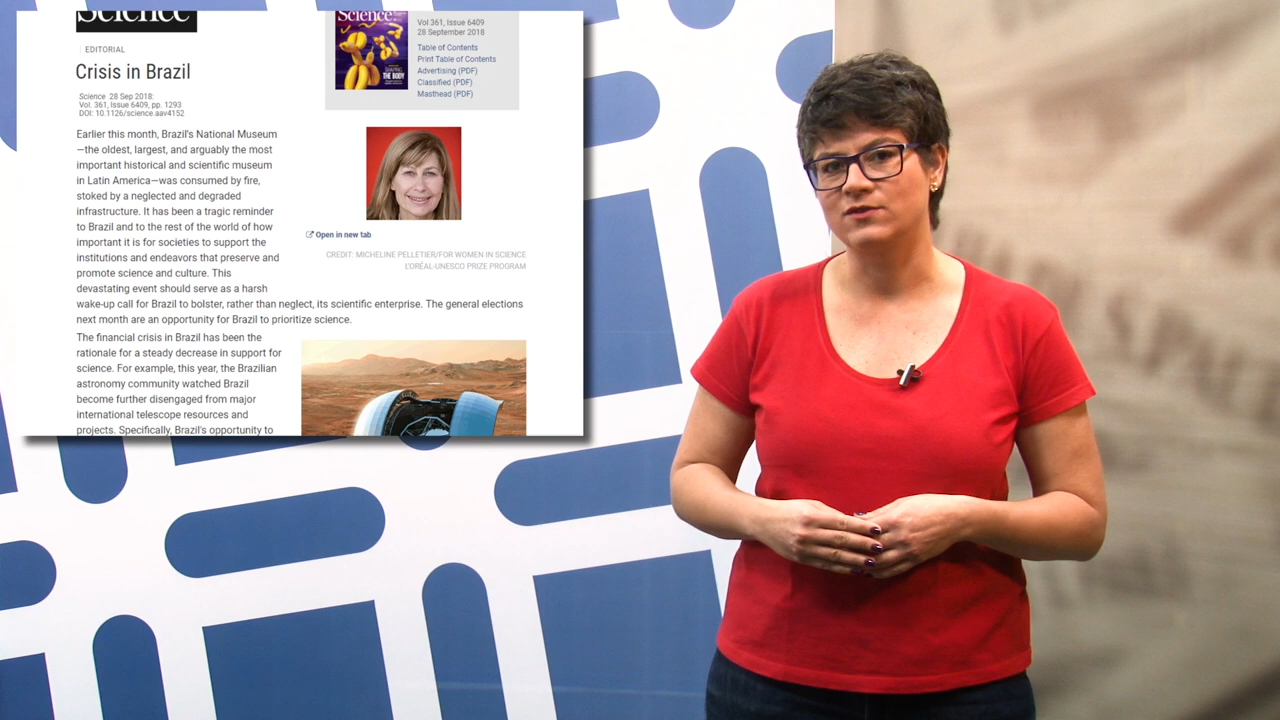 Science
EDITORIAL
Crisis in Brazil
Science 28 Sep 2018:
Vol. 361, Issue 6409, pp. 1293
DOI: 10.1126/science.aav4152
Earlier this month, Brazil's National Museum
—the oldest, largest, and arguably the most
important historical and scientific museum
in Latin America—was consumed by fire,
stoked by a neglected and degraded
infrastructure. It has been a tragic reminder
to Brazil and to the rest of the world of how
important it is for societies to support the
institutions and endeavors that preserve and
promote science and culture. This
devastating event should serve as a harsh
wake-up call for Brazil to bolster, rather than neglect, its scientific enterprise. The general elections
next month are an opportunity for Brazil to prioritize science.
The financial crisis in Brazil has been the
rationale for a steady decrease in support for
science. For example, this year, the Brazilian
astronomy community watched Brazil
become further disengaged from major
international telescope resources and
projects. Specifically, Brazil's opportunity to
Science
THE BODY
Vol 361, Issue 6409
28 September 2018
Table of Contents
Print Table of Contents
Advertising (PDF)
Classified (PDF)
Masthead (PDF)
Open in new tab
CREDIT: MICHELINE PELLETIER/FOR WOMEN IN SCIENCE
L'ORÉAL-UNESCO PRIZE PROGRAM